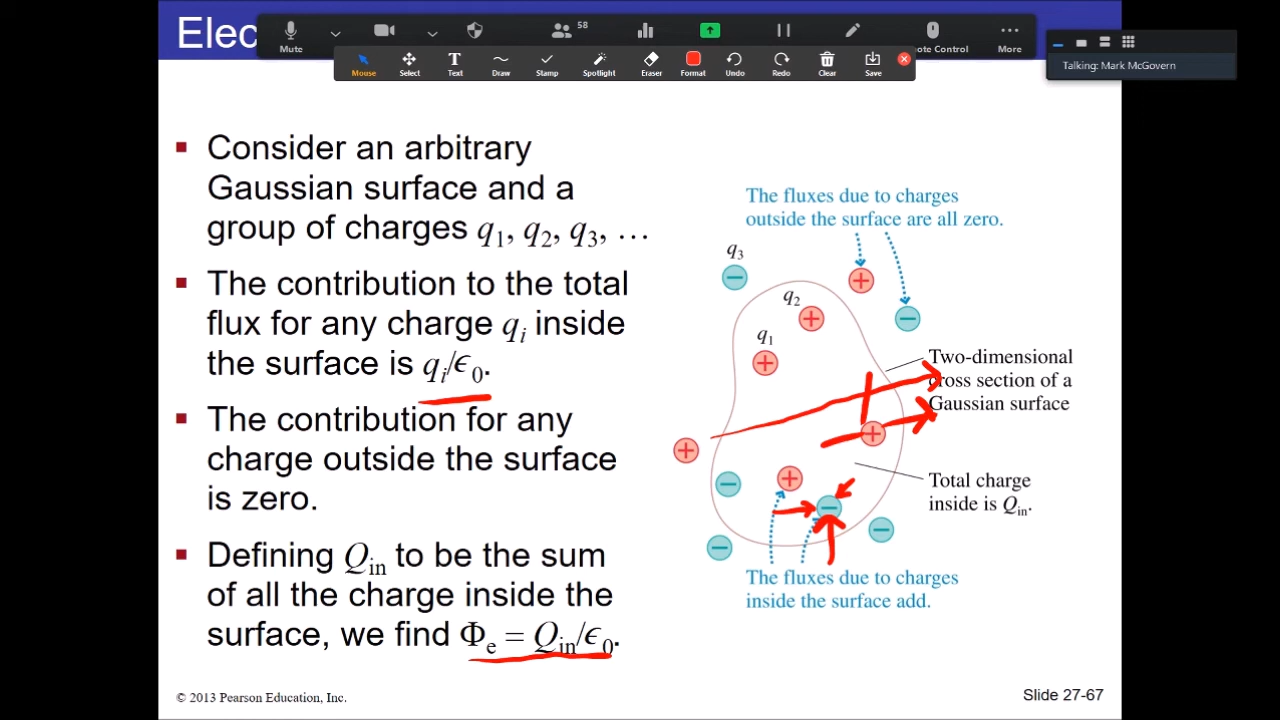 Elec
Mute
58
ote Control
More
Mouse
Select
Text
Draw
Stamp
Spotlight
Eraser
Format
Undo
Redo
Clear
Save
Talking: Mark McGovern
▪ Consider an arbitrary
Gaussian surface and a
group of charges q₁, q₂, q₃, …
▪ The contribution to the total
flux for any charge qᵢ inside
the surface is qᵢ/ϵ₀.
▪ The contribution for any
charge outside the surface
is zero.
▪ Defining Qin to be the sum
of all the charge inside the
surface, we find Φe = Qin/ϵ₀.
The fluxes due to charges
outside the surface are all zero.
q₃
+
−
q₂
−
+
q₁
+
Two-dimensional
cross section of a
Gaussian surface
+
+
+
−
−
Total charge
inside is Qin.
−
−
The fluxes due to charges
inside the surface add.
© 2013 Pearson Education, Inc.
Slide 27-67